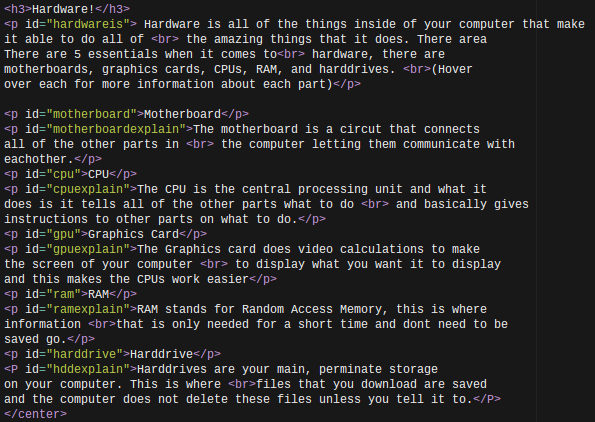 <h3>Hardware!</h3>
<p id="hardwareis"> Hardware is all of the things inside of your computer that make
it able to do all of <br> the amazing things that it does. There area
There are 5 essentials when it comes to<br> hardware, there are
motherboards, graphics cards, CPUs, RAM, and harddrives. <br>(Hover
over each for more information about each part)</p>

<p id="motherboard">Motherboard</p>
<p id="motherboardexplain">The motherboard is a circut that connects
all of the other parts in <br> the computer letting them communicate with
eachother.</p>
<p id="cpu">CPU</p>
<p id="cpuexplain">The CPU is the central processing unit and what it
does is it tells all of the other parts what to do <br> and basically gives
instructions to other parts on what to do.</p>
<p id="gpu">Graphics Card</p>
<p id="gpuexplain">The Graphics card does video calculations to make
the screen of your computer <br> to display what you want it to display
and this makes the CPUs work easier</p>
<p id="ram">RAM</p>
<p id="ramexplain">RAM stands for Random Access Memory, this is where
information <br>that is only needed for a short time and dont need to be
saved go.</p>
<p id="harddrive">Harddrive</p>
<P id="hddexplain">Harddrives are your main, perminate storage
on your computer. This is where <br>files that you download are saved
and the computer does not delete these files unless you tell it to.</P>
</center>